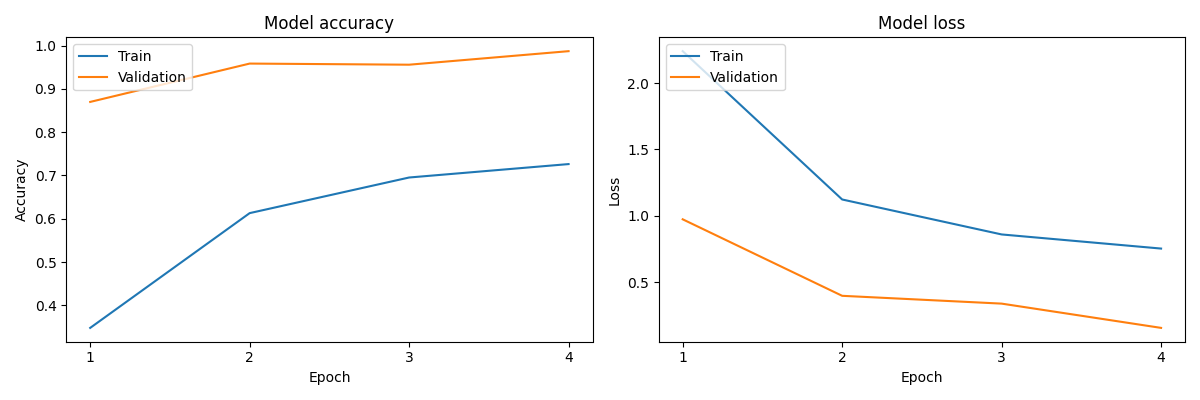 Model accuracy
Train
Validation
1.0
0.9
0.8
0.7
0.6
0.5
0.4
Accuracy
1 2 3 4
Epoch
Model loss
Train
Validation
2.0
1.5
1.0
0.5
Loss
1 2 3 4
Epoch